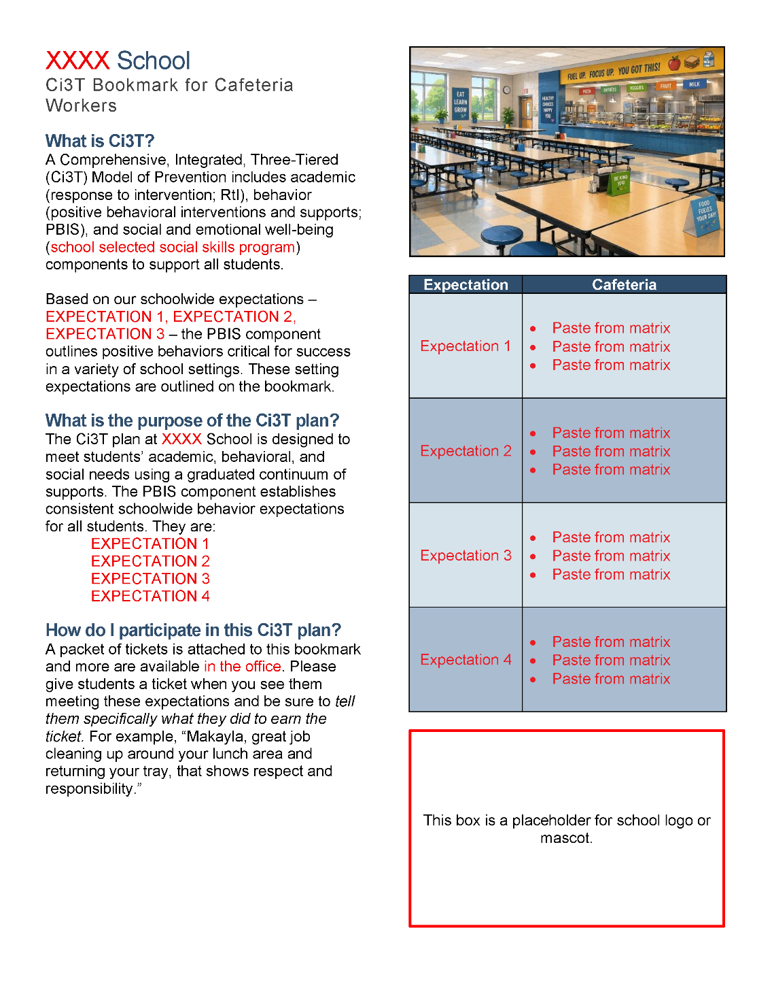 XXXX School
Ci3T Bookmark for Cafeteria
Workers
What is Ci3T?
A Comprehensive, Integrated, Three-Tiered
(Ci3T) Model of Prevention includes academic
(response to intervention; RtI), behavior
(positive behavioral interventions and supports;
PBIS), and social and emotional well-being
(school selected social skills program)
components to support all students.
Based on our schoolwide expectations –
EXPECTATION 1, EXPECTATION 2,
EXPECTATION 3 – the PBIS component
outlines positive behaviors critical for success
in a variety of school settings. These setting
expectations are outlined on the bookmark.
What is the purpose of the Ci3T plan?
The Ci3T plan at XXXX School is designed to
meet students’ academic, behavioral, and
social needs using a graduated continuum of
supports. The PBIS component establishes
consistent schoolwide behavior expectations
for all students. They are:
EXPECTATION 1
EXPECTATION 2
EXPECTATION 3
EXPECTATION 4
How do I participate in this Ci3T plan?
A packet of tickets is attached to this bookmark
and more are available in the office. Please
give students a ticket when you see them
meeting these expectations and be sure to tell
them specifically what they did to earn the
ticket. For example, “Makayla, great job
cleaning up around your lunch area and
returning your tray, that shows respect and
responsibility.”
FUEL UP. FOCUS UP. YOU GOT THIS!
PIZZA
ENTRÉES
VEGGIES
FRUIT
MILK
EAT
LEARN
GROW
HEALTHY
CHOICES
HAPPY
YOU
BE KIND
YOU!
FOOD
FUELES
YOUR DAY!
Expectation Cafeteria
Expectation 1
• Paste from matrix
• Paste from matrix
• Paste from matrix
Expectation 2
• Paste from matrix
• Paste from matrix
• Paste from matrix
Expectation 3
• Paste from matrix
• Paste from matrix
• Paste from matrix
Expectation 4
• Paste from matrix
• Paste from matrix
• Paste from matrix
This box is a placeholder for school logo or
mascot.